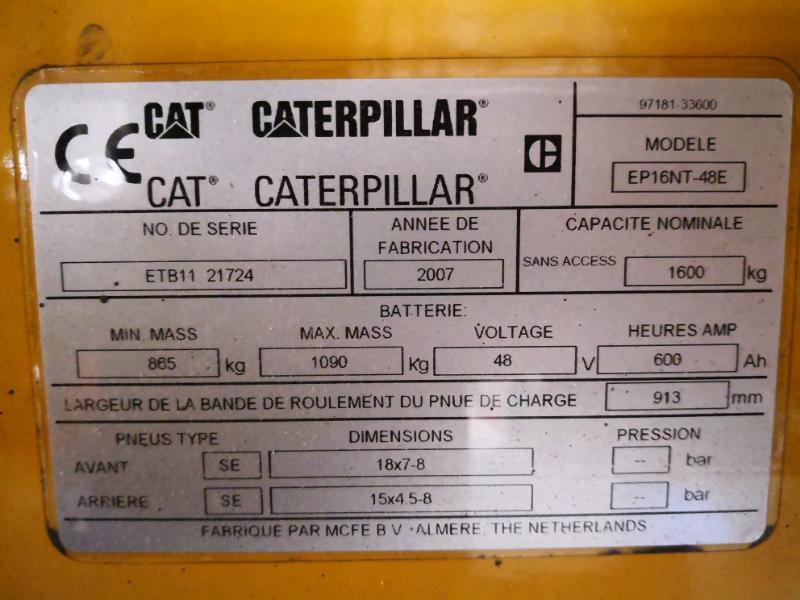 CE CAT® CATERPILLAR®
CAT® CATERPILLAR®
97181-33600
MODELE
EP16NT-48E
NO. DE SERIE
ETB11 21724
ANNEE DE
FABRICATION
2007
CAPACITE NOMINALE
SANS ACCESS 1600 kg
BATTERIE:
MIN. MASS MAX. MASS VOLTAGE HEURES AMP
865 kg 1090 kg 48 V 600 Ah
LARGEUR DE LA BANDE DE ROULEMENT DU PNUE DE CHARGE 913 mm
PNEUS TYPE DIMENSIONS PRESSION
AVANT SE 18x7-8 -- bar
ARRIERE SE 15x4.5-8 -- bar
FABRIQUE PAR MCFE B V · ALMERE, THE NETHERLANDS